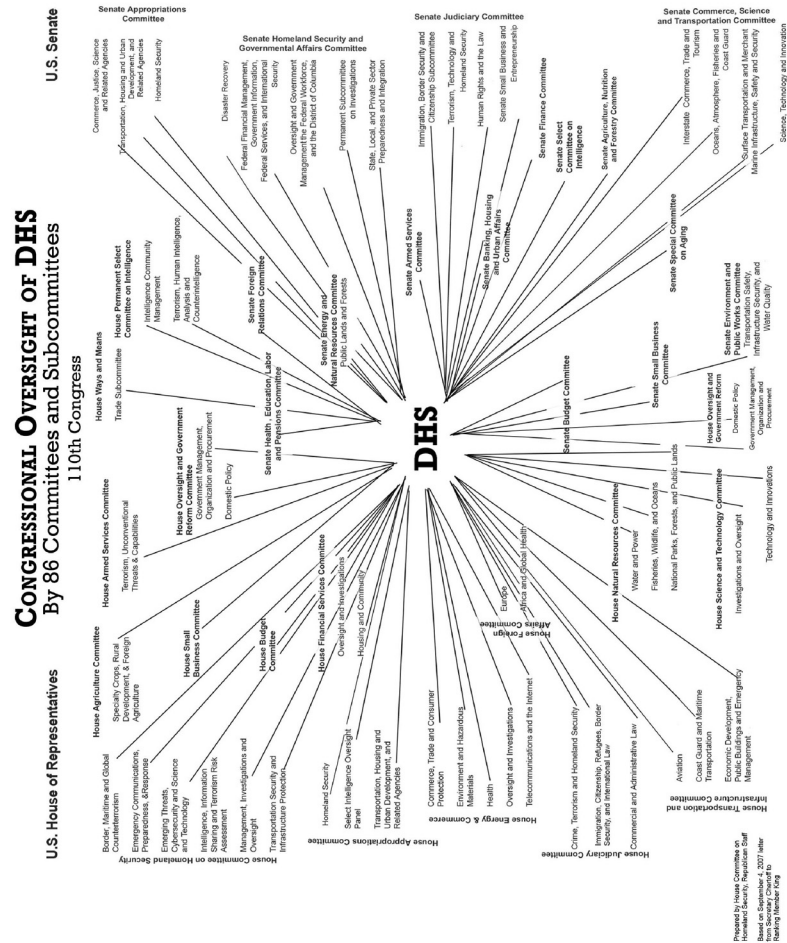 CONGRESSIONAL OVERSIGHT OF DHS
By 86 Committees and Subcommittees
110th Congress
U.S. House of Representatives
U.S. Senate
House Agriculture Committee
Specialty Crops, Rural
Development, & Foreign
Agriculture
House Armed Services Committee
Terrorism, Unconventional
Threats & Capabilities
House Ways and Means
Trade Subcommittee
House Permanent Select
Committee on Intelligence
Intelligence Community
Management
Terrorism, Human Intelligence,
Analysis and
Counterintelligence
Senate Appropriations
Committee
Commerce, Justice, Science
and Related Agencies
Transportation, Housing and Urban
Development, and
Related Agencies
Homeland Security
House Small
Business Committee
House Oversight and Government
Reform Committee
Government Management,
Organization and Procurement
Domestic Policy
Senate Foreign
Relations Committee
Senate Homeland Security and
Governmental Affairs Committee
Disaster Recovery
Federal Financial Management,
Government Information,
Federal Services, and International
Security
Oversight and Government
Management the Federal Workforce,
and the District of Columbia
Permanent Subcommittee
on Investigations
State, Local, and Private Sector
Preparedness and Integration
House Committee on Homeland Security
Border, Maritime and Global
Counterterrorism
Emergency Communications,
Preparedness, &Response
Emerging Threats,
Cybersecurity and Science
and Technology
Intelligence, Information
Sharing and Terrorism Risk
Assessment
Management, Investigations and
Oversight
Transportation Security and
Infrastructure Protection
House Budget
Committee
Senate Health , Education, Labor
and Pensions Committee
Senate Energy and
Natural Resources Committee
Public Lands and Forests
House Financial Services Committee
Oversight and Investigations
Housing and Community
House Appropriations Committee
Homeland Security
Select Intelligence Oversight
Panel
Transportation, Housing and
Urban Development, and
Related Agencies
DHS
Senate Armed Services
Committee
Senate Judiciary Committee
Immigration, Border Security and
Citizenship Subcommittee
Terrorism, Technology and
Homeland Security
Human Rights and the Law
Senate Small Business and
Entrepreneurship
Senate Banking, Housing
and Urban Affairs
Committee
Senate Finance Committee
Senate Select
Committee on
Intelligence
Senate Agriculture, Nutrition
and Forestry Committee
House Energy & Commerce
Commerce, Trade and Consumer
Protection
Environment and Hazardous
Materials
Health
Oversight and Investigations
Telecommunications and the Internet
House Foreign
Affairs Committee
Europe
Africa and Global Health
Senate Budget Committee
Senate Small Business
Committee
Senate Special Committee
on Aging
Senate Commerce, Science
and Transportation Committee
Interstate Commerce, Trade and
Tourism
Oceans, Atmosphere, Fisheries and
Coast Guard
Surface Transportation and Merchant
Marine Infrastructure, Safety and Security
Science, Technology and Innovation
House Judiciary Committee
Crime, Terrorism and Homeland Security
Immigration, Citizenship, Refugees, Border
Security, and International Law
Commercial and Administrative Law
House Natural Resources Committee
Water and Power
Fisheries, Wildlife, and Oceans
National Parks, Forests, and Public Lands
House Oversight and
Government Reform
Domestic Policy
Government Management,
Organization and
Procurement
Senate Environment and
Public Works Committee
Transportation Safety,
Infrastructure Security, and
Water Quality
House Transportation and
Infrastructure Committee
Aviation
Coast Guard and Maritime
Transportation
Economic Development,
Public Buildings and Emergency
Management
House Science and Technology Committee
Investigations and Oversight
Technology and Innovations
Prepared by House Committee on
Homeland Security, Republican Staff
Based on September 4, 2007 letter
from Secretary Chertoff to
Ranking Member King